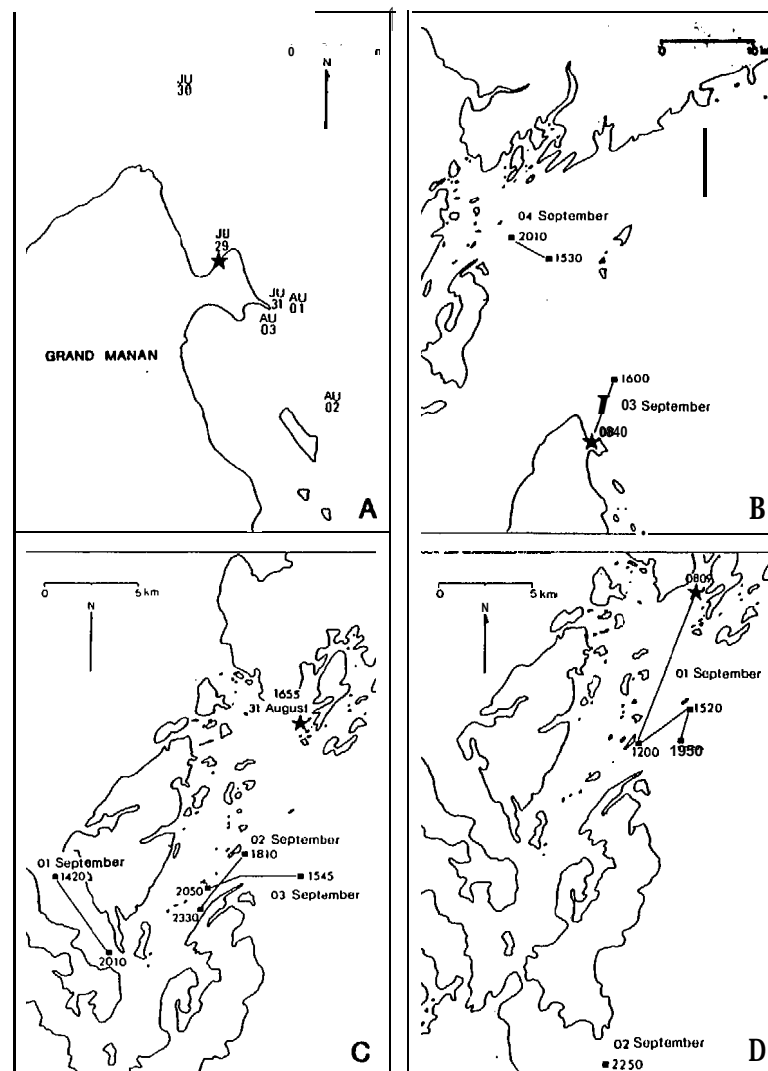 0
N
JU
30
JU
29
JU
31
AU
01
AU
03
GRAND MANAN
AU
02
A
0
04 September
2010
1530
1600
03 September
0840
B
0
5 km
N
1655
31 August
02 September
1810
01 September
1420
2050
1545
03 September
2330
2010
C
0
5 km
N
0809
01 September
1520
1200
1950
02 September
2250
D